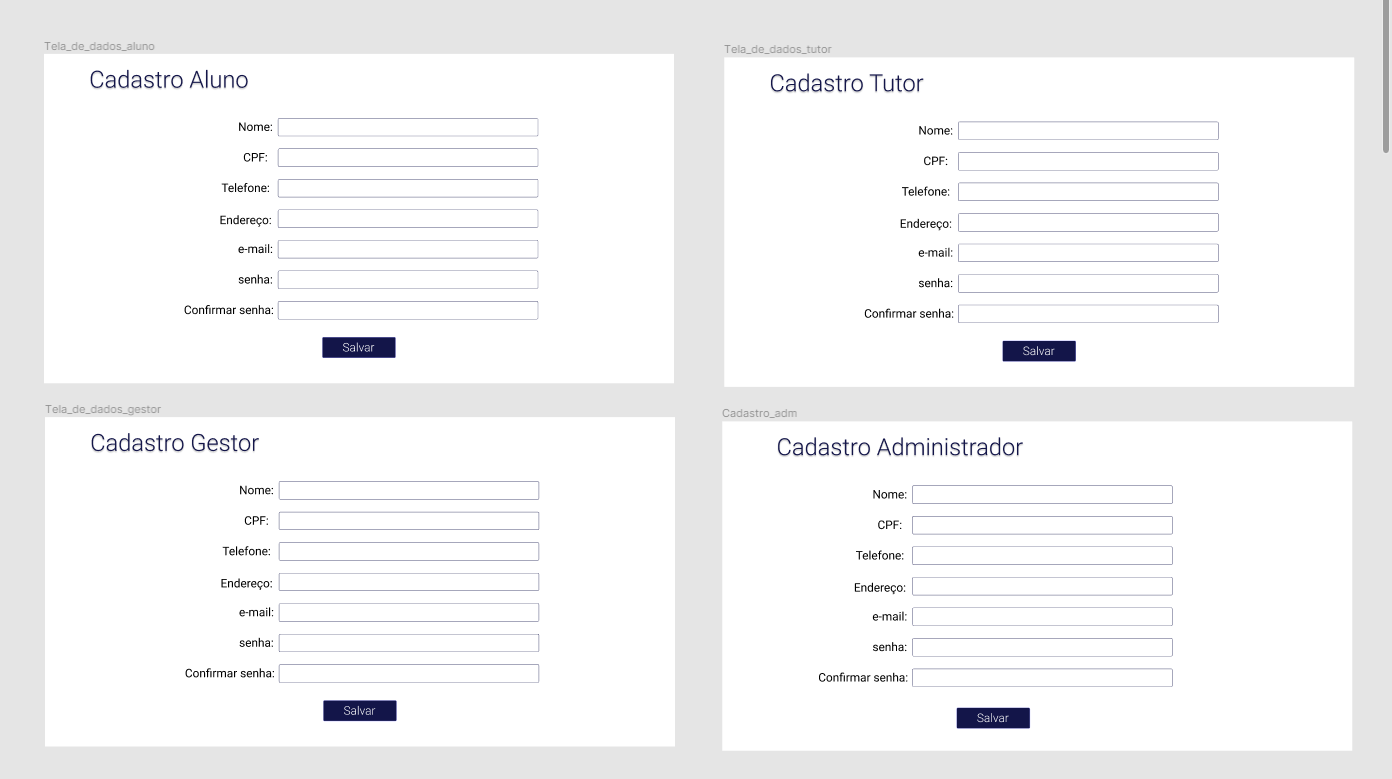 Tela_de_dados_aluno
Cadastro Aluno
Nome:
CPF:
Telefone:
Endereço:
e-mail:
senha:
Confirmar senha:
Salvar
Tela_de_dados_tutor
Cadastro Tutor
Nome:
CPF:
Telefone:
Endereço:
e-mail:
senha:
Confirmar senha:
Salvar
Tela_de_dados_gestor
Cadastro Gestor
Nome:
CPF:
Telefone:
Endereço:
e-mail:
senha:
Confirmar senha:
Salvar
Cadastro_adm
Cadastro Administrador
Nome:
CPF:
Telefone:
Endereço:
e-mail:
senha:
Confirmar senha:
Salvar